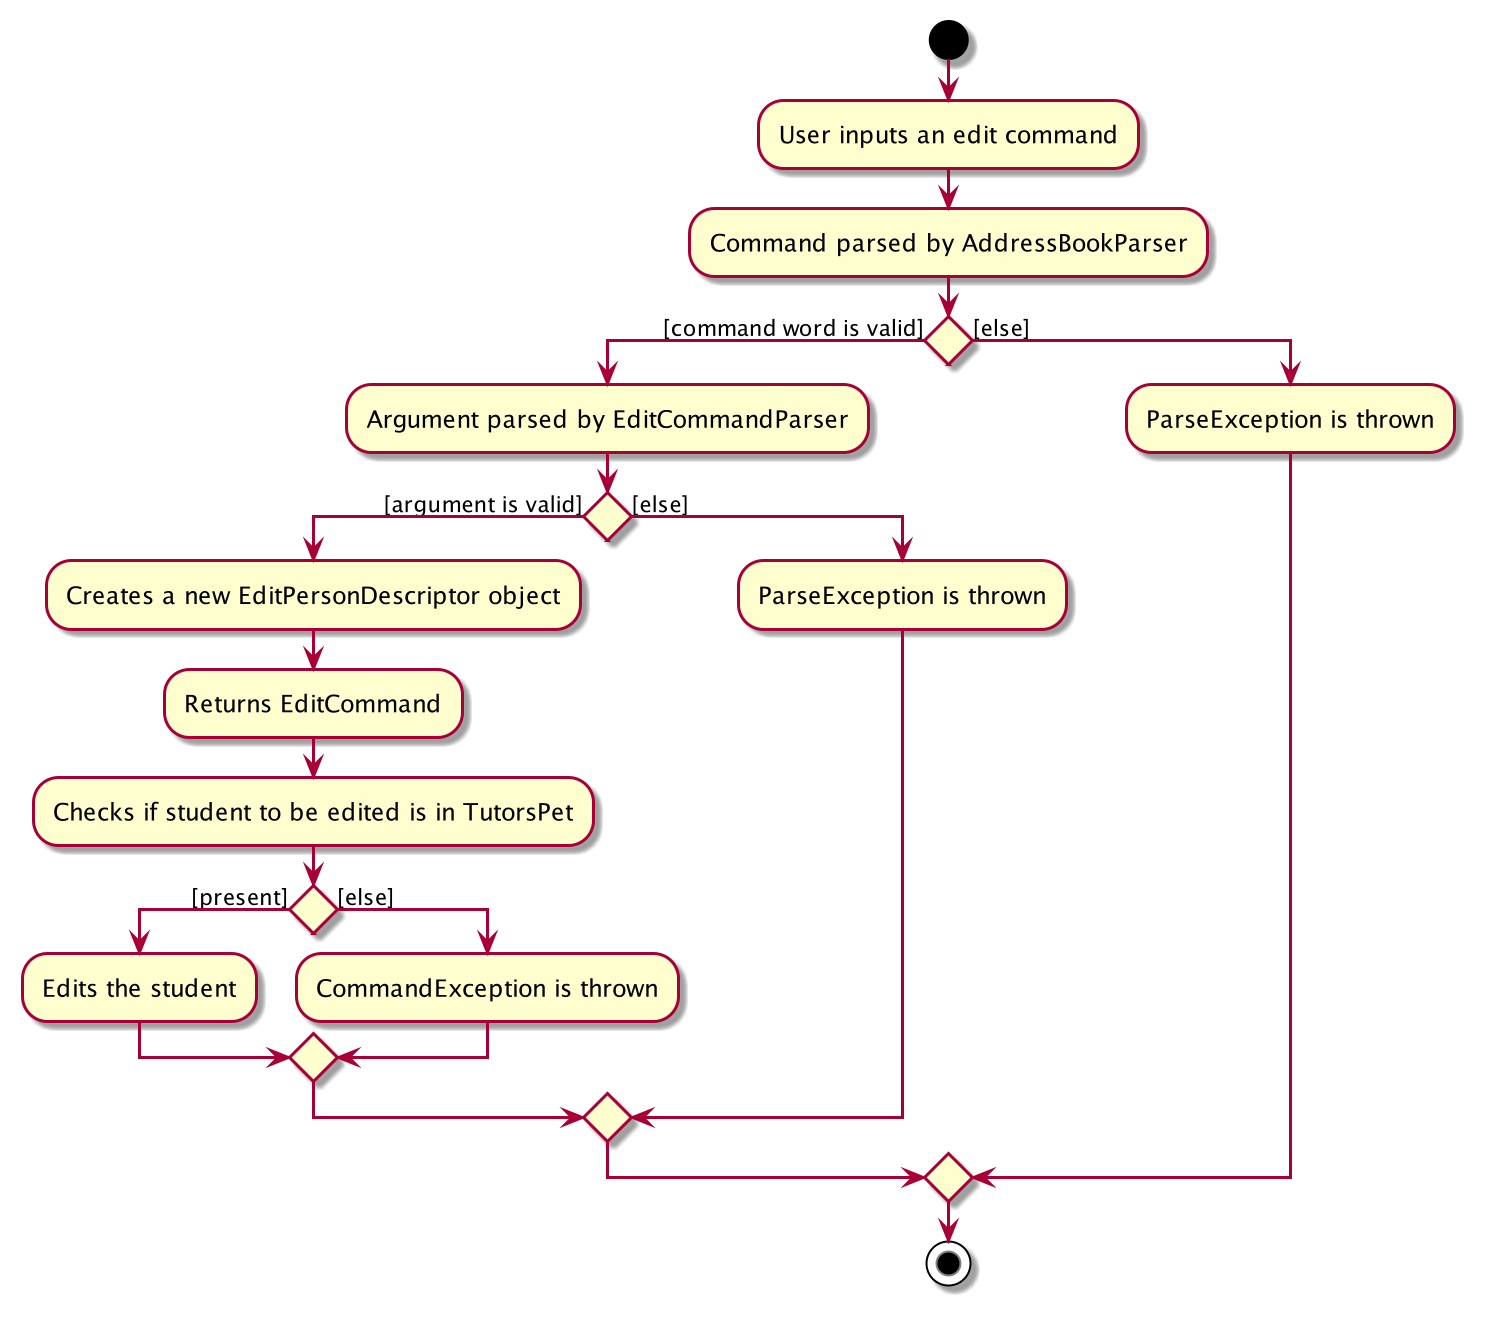 User inputs an edit command
Command parsed by AddressBookParser
[command word is valid]
[else]
Argument parsed by EditCommandParser
ParseException is thrown
[argument is valid]
[else]
Creates a new EditPersonDescriptor object
ParseException is thrown
Returns EditCommand
Checks if student to be edited is in TutorsPet
[present]
[else]
Edits the student
CommandException is thrown